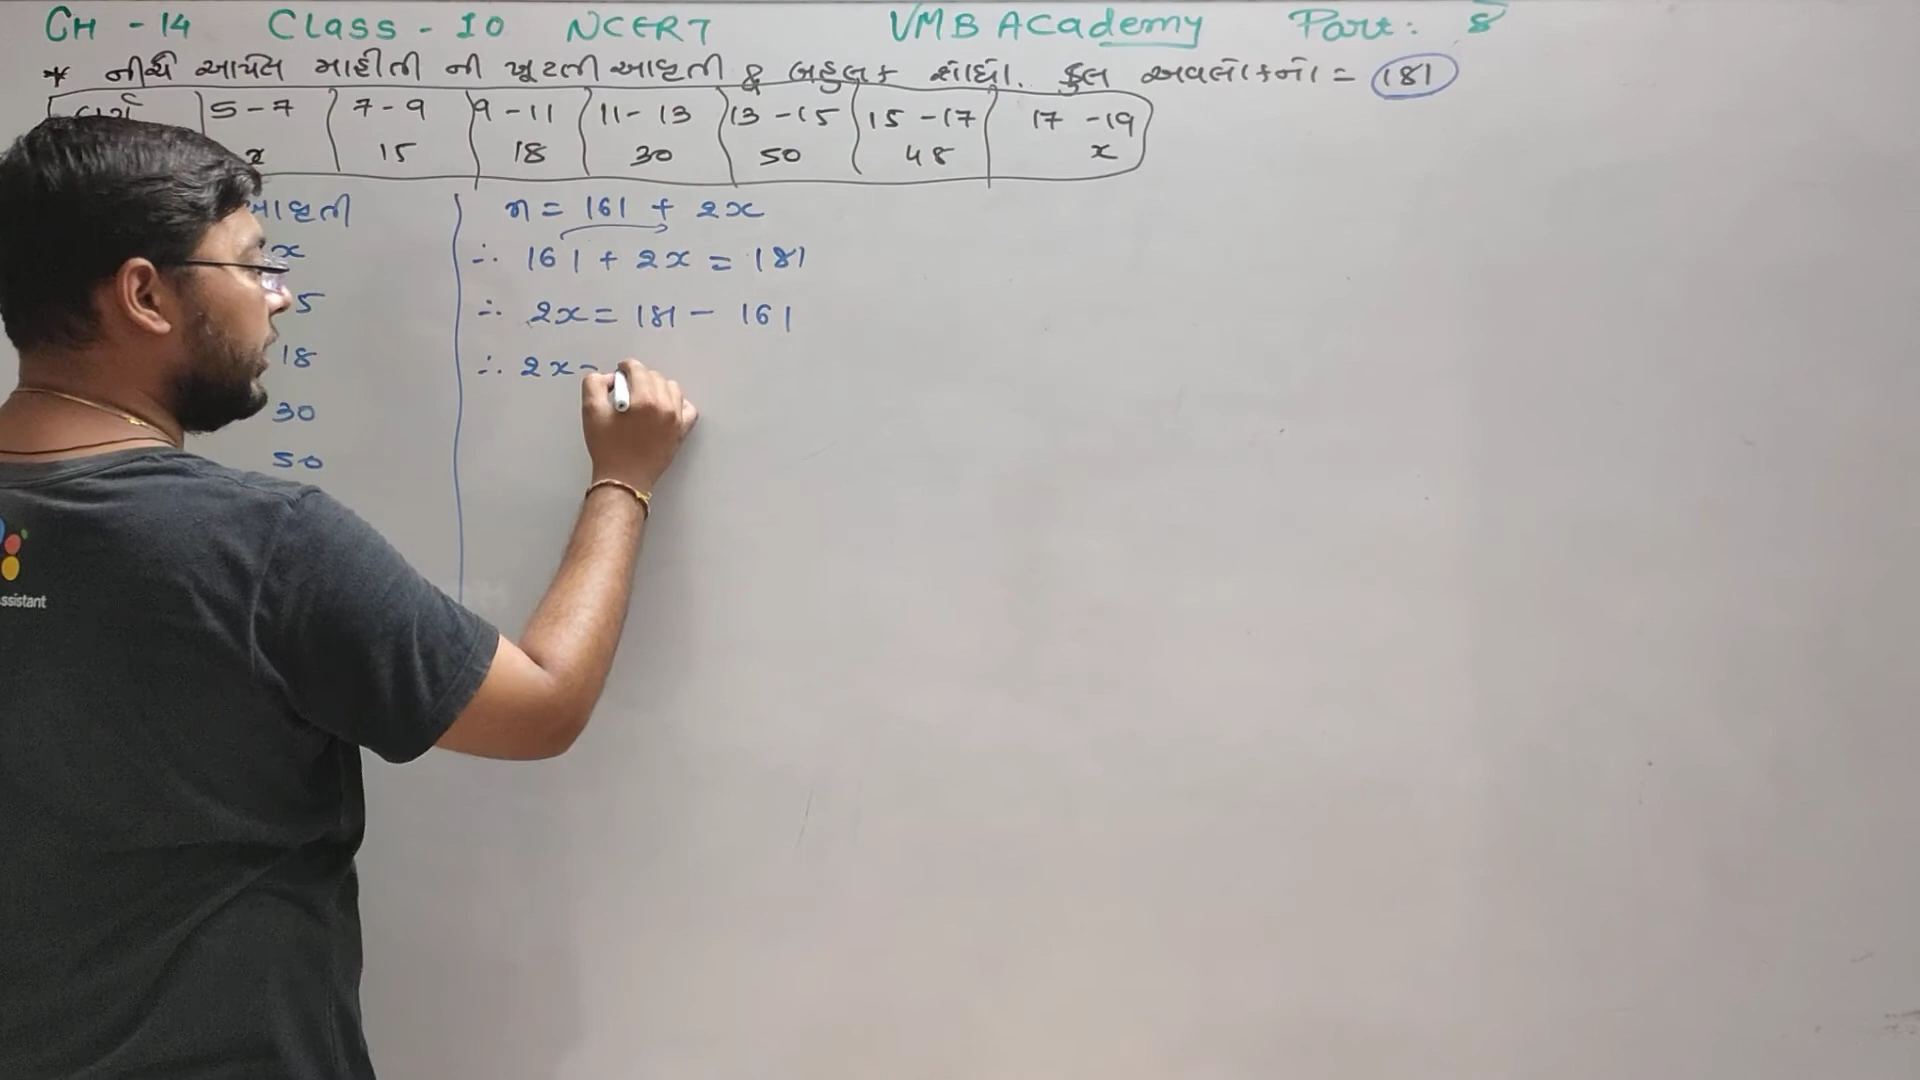 CH - 14 Class - 10 NCERT VMB Academy Part : 8
* નીચે આપેલ માહીતી ની ખૂટતી આવૃતી & બહુલક શોધો. કુલ અવલોકનો = 181
વર્ગ 5-7 7-9 9-11 11-13 13-15 15-17 17-19
x 15 18 30 50 48 x
આવૃતી
x
5
18
30
50
n = 161 + 2x
∴ 161 + 2x = 181
∴ 2x = 181 - 161
∴ 2x =
ssistant